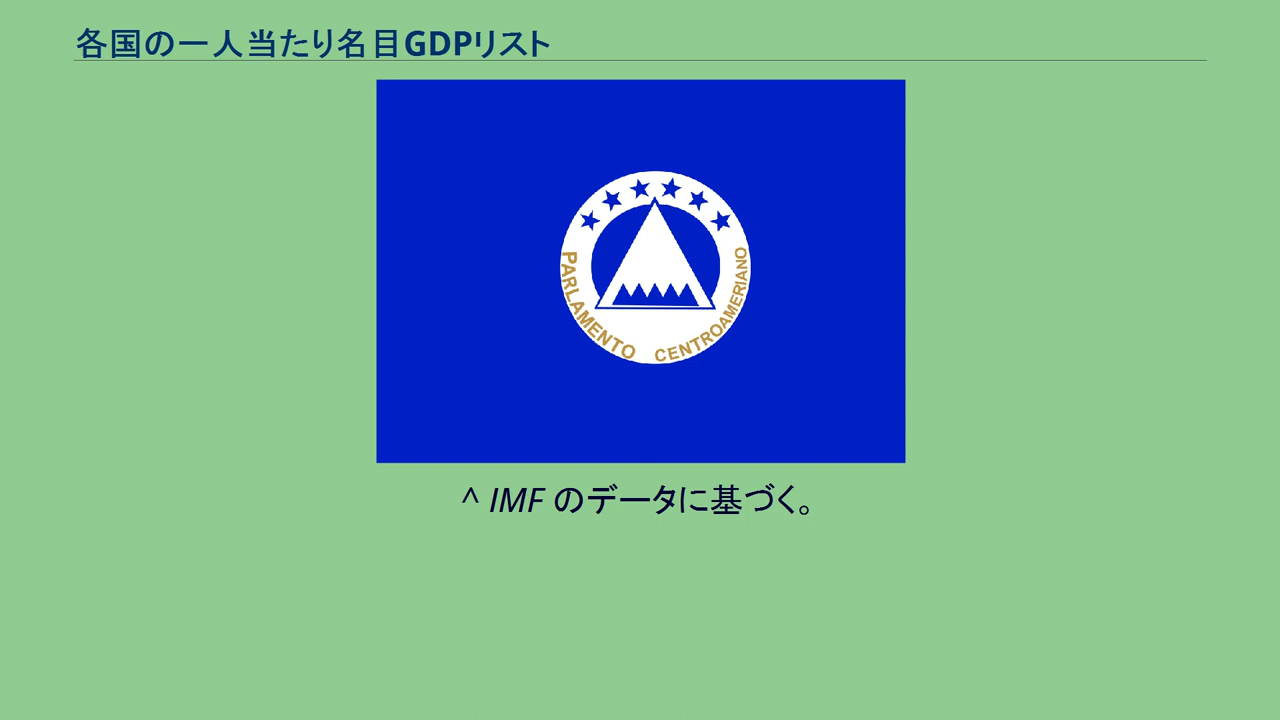 各国の一人当たり名目GDPリスト
PARLAMENTO CENTROAMERIANO
^ IMF のデータに基づく。